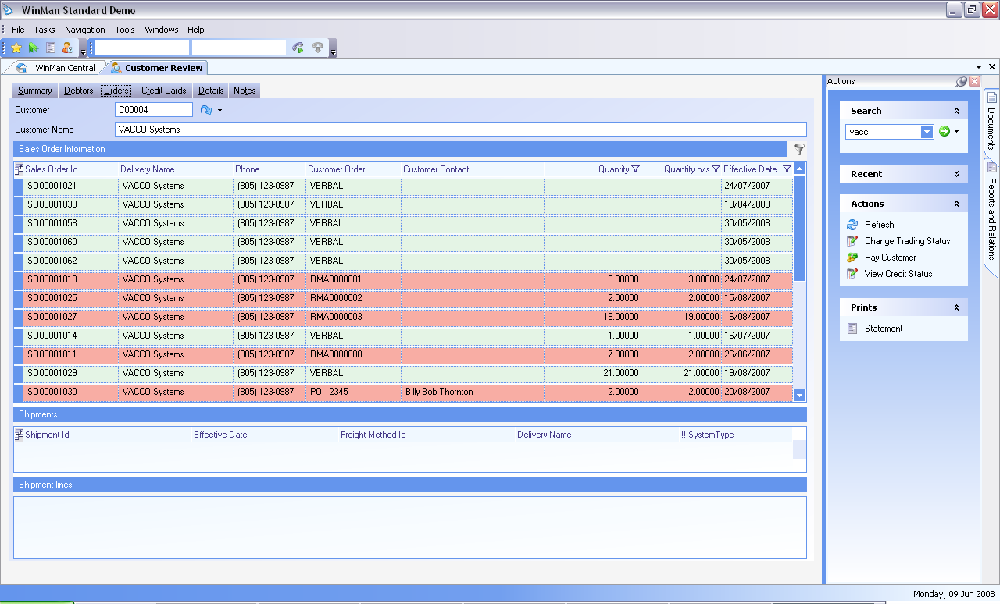 WinMan Standard Demo
File Tasks Navigation Tools Windows Help
WinMan Central Customer Review
Summary Debtors Orders Credit Cards Details Notes
Customer C00004
Customer Name VACCO Systems
Sales Order Information
Sales Order Id Delivery Name Phone Customer Order Customer Contact Quantity Quantity o/s Effective Date
SO00001021 VACCO Systems (805) 123-0987 VERBAL 24/07/2007
SO00001039 VACCO Systems (805) 123-0987 VERBAL 10/04/2008
SO00001058 VACCO Systems (805) 123-0987 VERBAL 30/05/2008
SO00001060 VACCO Systems (805) 123-0987 VERBAL 30/05/2008
SO00001062 VACCO Systems (805) 123-0987 VERBAL 30/05/2008
SO00001019 VACCO Systems (805) 123-0987 RMA0000001 3.00000 3.00000 24/07/2007
SO00001025 VACCO Systems (805) 123-0987 RMA0000002 2.00000 2.00000 15/08/2007
SO00001027 VACCO Systems (805) 123-0987 RMA0000003 19.00000 19.00000 16/08/2007
SO00001014 VACCO Systems (805) 123-0987 VERBAL 1.00000 1.00000 16/07/2007
SO00001011 VACCO Systems (805) 123-0987 RMA0000000 7.00000 2.00000 26/06/2007
SO00001029 VACCO Systems (805) 123-0987 VERBAL 21.00000 21.00000 19/08/2007
SO00001030 VACCO Systems (805) 123-0987 PO 12345 Billy Bob Thornton 2.00000 2.00000 20/08/2007
Shipments
Shipment Id Effective Date Freight Method Id Delivery Name !!!SystemType
Shipment lines
Actions
Search
vacc
Recent
Actions
Refresh
Change Trading Status
Pay Customer
View Credit Status
Prints
Statement
Documents
Reports and Relations
Monday, 09 Jun 2008